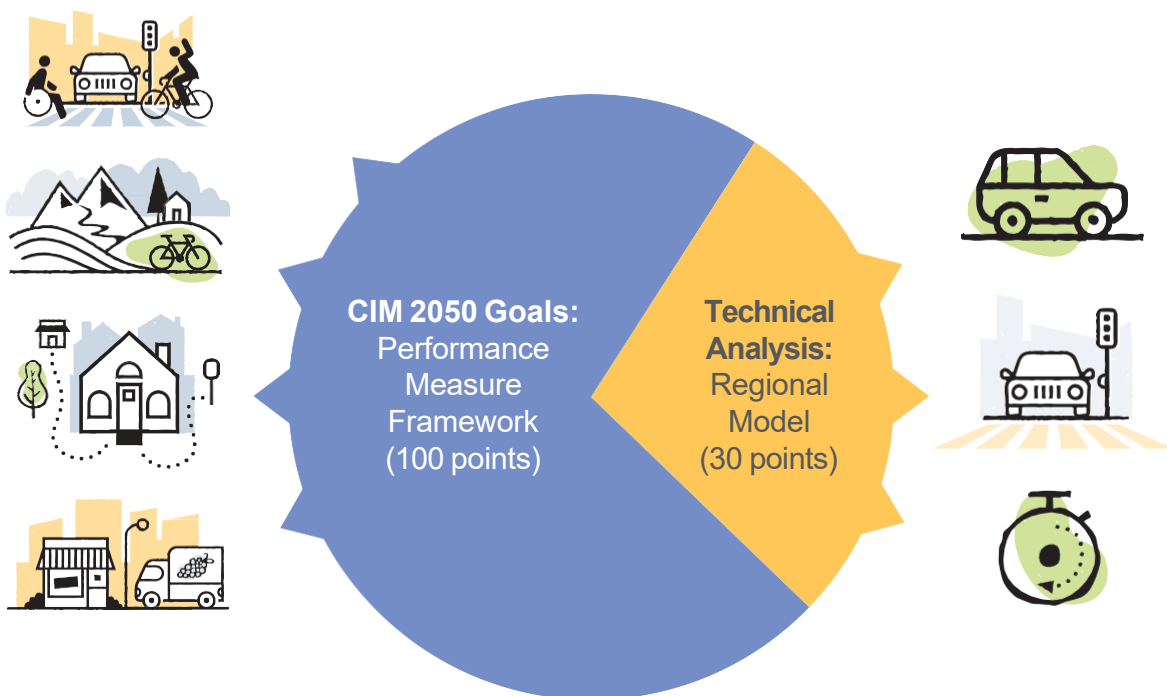 CIM 2050 Goals:
Performance
Measure
Framework
(100 points)
Technical
Analysis:
Regional
Model
(30 points)